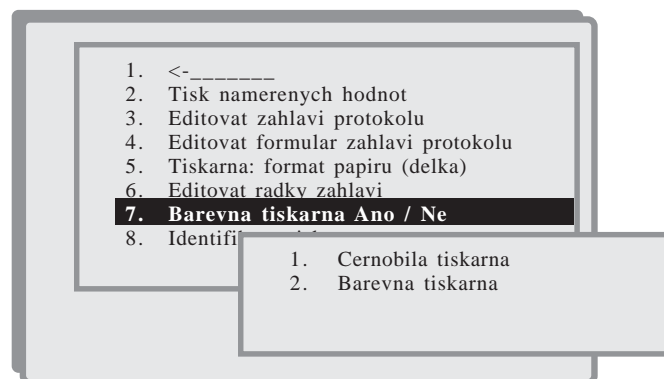 1. <-_______
2. Tisk namerenych hodnot
3. Editovat zahlavi protokolu
4. Editovat formular zahlavi protokolu
5. Tiskarna: format papiru (delka)
6. Editovat radky zahlavi
7. Barevna tiskarna Ano / Ne
8.
1. Cernobila tiskarna
2. Barevna tiskarna